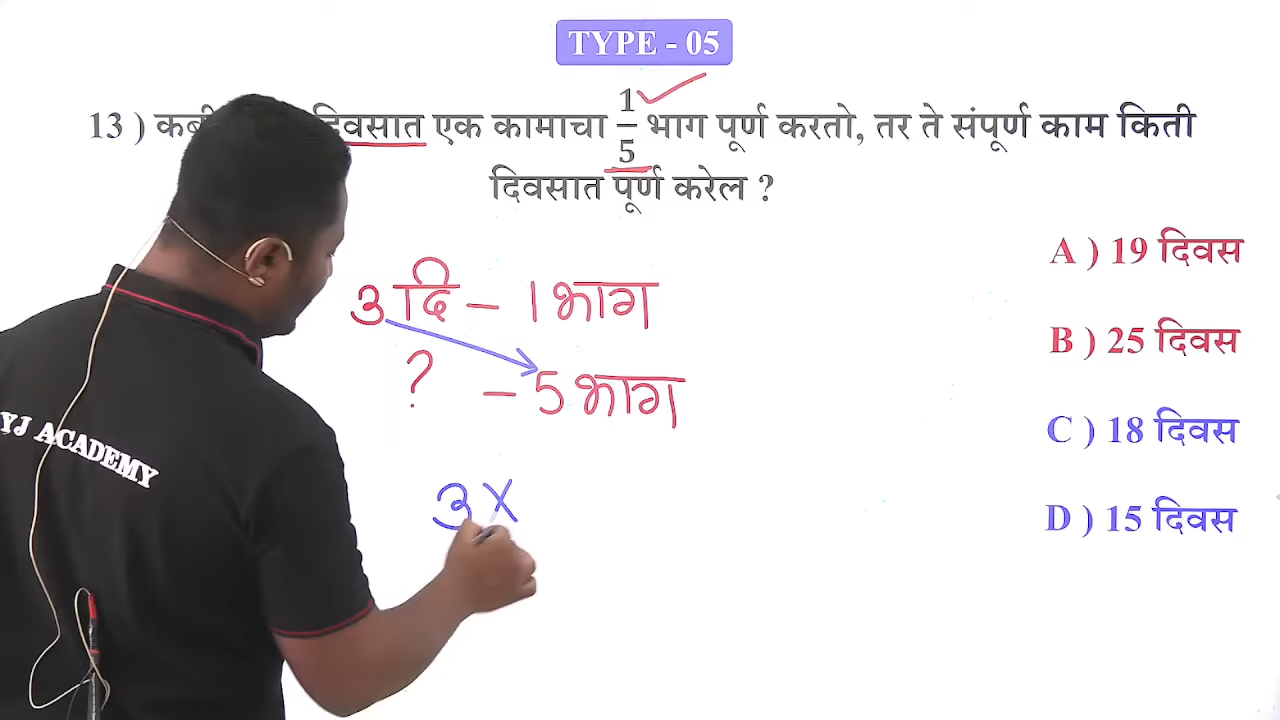 TYPE - 05
13 ) दिवसात एक कामाचा 1/5 भाग पूर्ण करतो, तर ते संपूर्ण काम किती
दिवसात पूर्ण करेल ?
A ) 19 दिवस
B ) 25 दिवस
C ) 18 दिवस
D ) 15 दिवस
3 दि – 1 भाग
? – 5 भाग
3 X
YJ ACADEMY